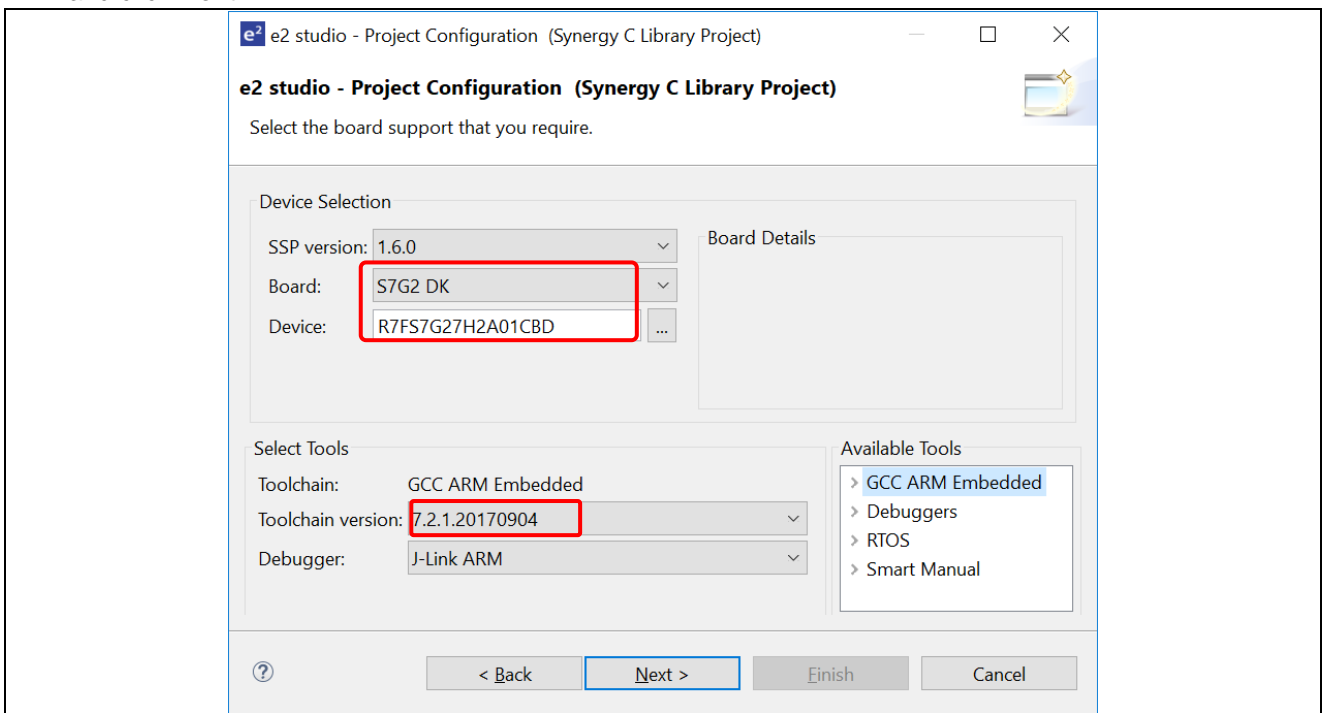 e² e2 studio - Project Configuration (Synergy C Library Project)
e2 studio - Project Configuration (Synergy C Library Project)
Select the board support that you require.
Device Selection
SSP version: 1.6.0
Board: S7G2 DK
Device: R7FS7G27H2A01CBD ...
Board Details
Select Tools
Toolchain: GCC ARM Embedded
Toolchain version: 7.2.1.20170904
Debugger: J-Link ARM
Available Tools
> GCC ARM Embedded
> Debuggers
> RTOS
> Smart Manual
? < Back Next > Finish Cancel